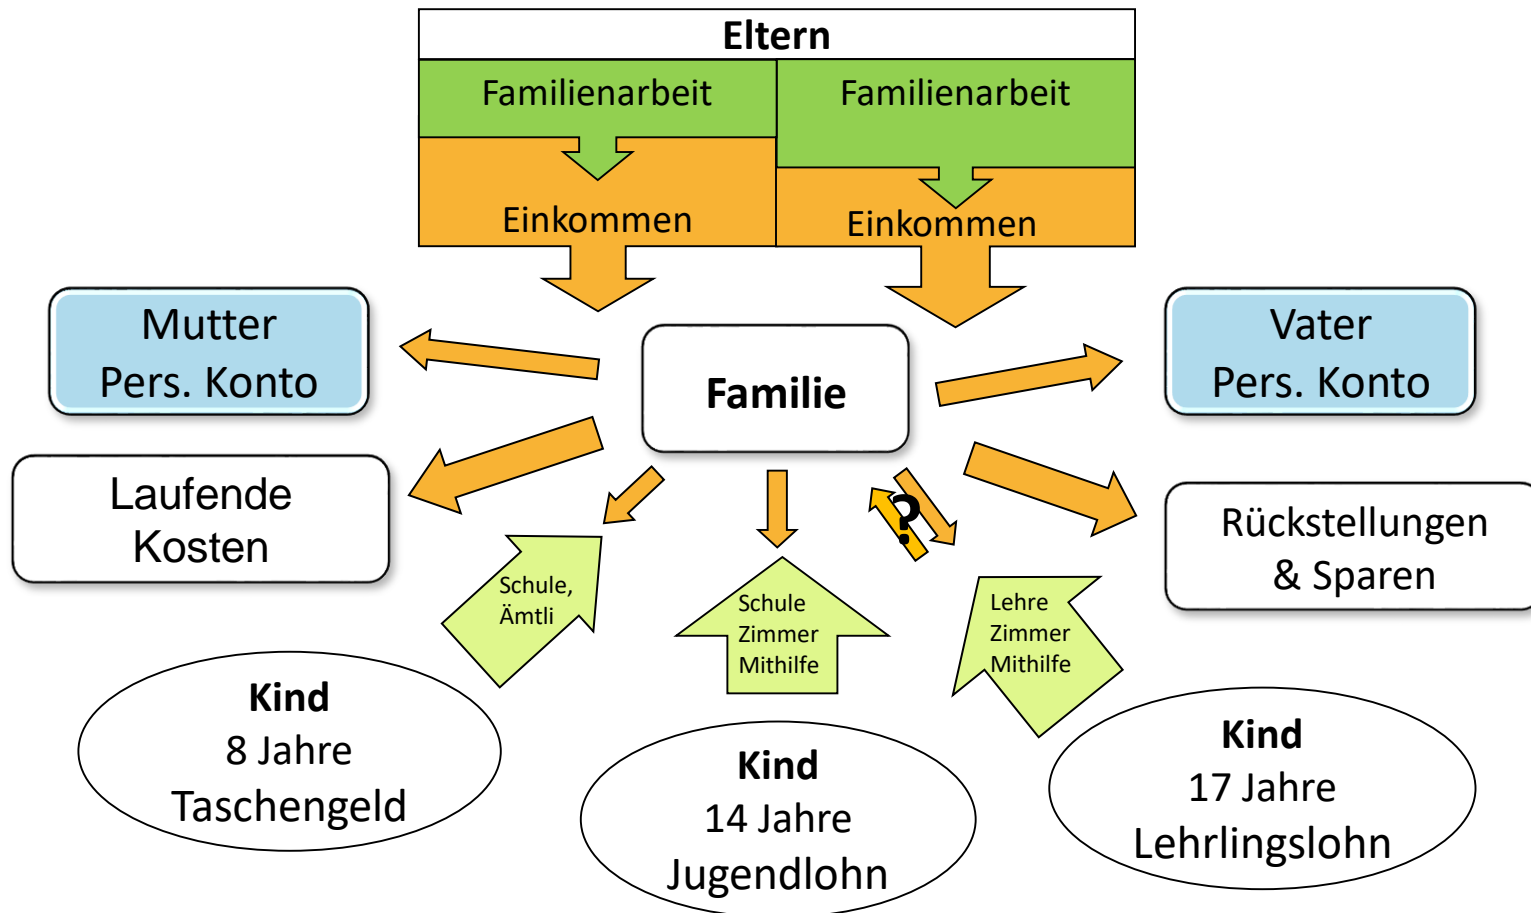 Eltern
Familienarbeit
Familienarbeit
Einkommen
Einkommen
Mutter
Pers. Konto
Familie
Vater
Pers. Konto
Laufende
Kosten
?
Rückstellungen
& Sparen
Schule,
Ämtli
Schule
Zimmer
Mithilfe
Lehre
Zimmer
Mithilfe
Kind
8 Jahre
Taschengeld
Kind
14 Jahre
Jugendlohn
Kind
17 Jahre
Lehrlingslohn